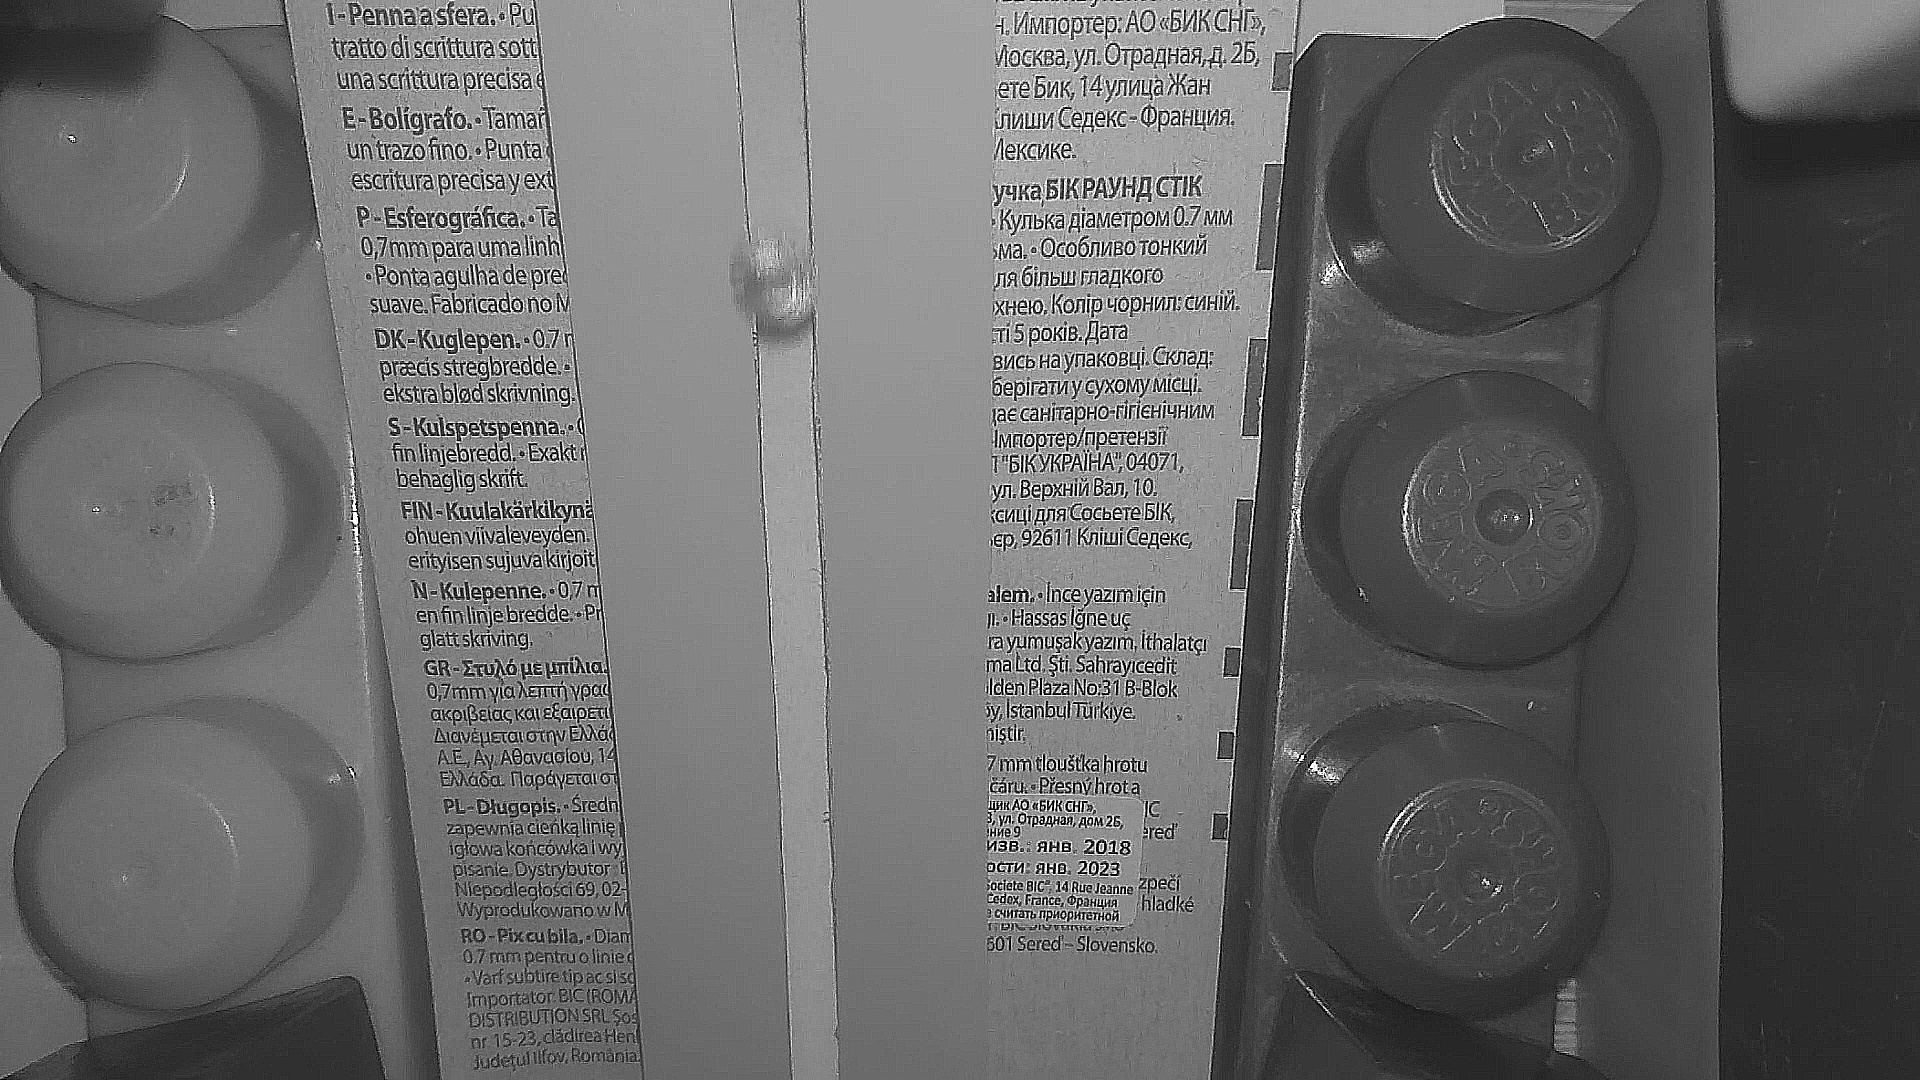 I-Penna a sfera. • Pu
tratto di scrittura sott
una scrittura precisa e
E-Bolígrafo. • Tamañ
un trazo fino. • Punta
escritura precisa y ext
P-Esferográfica. • Ta
0,7mm para uma linh
• Ponta agulha de prec
suave. Fabricado no M
DK-Kuglepen. • 0.7
præcis stregbredde. •
ekstra blød skrivning.
S-Kulspetspenna. •
fin linjebredd. • Exakt
behaglig skrift.
FIN-Kuulakärkikynä
ohuen viivaleveyden.
erityisen sujuva kirjoit
N-Kulepenne. • 0,7 m
en fin linje bredde. • Pr
glatt skriving.
GR-Στυλό με μπίλια.
0,7mm για λεπτή γραφ
ακριβείας και εξαιρετι
Διανέμεται στην Ελλά
Α.Ε., Αγ. Αθανασίου, 14
Ελλάδα. Παράγεται στ
PL-Długopis. • Średn
zapewnia cienką linię
igłowa końcówka i wy
pisanie. Dystrybutor
Niepodległości 69, 02-
Wyprodukowano w M
RO-Pix cu bila. • Diam
0.7 mm pentru o linie
• Varf subtire tip ac si sc
Importator: BIC (ROMA
DISTRIBUTION SRL Şos
nr 15-23, clădirea Hen
Judeţul Ilfov, România.
н. Импортер: АО «БИК СНГ»,
Москва, ул. Отрадная, д. 2Б,
ете Бик, 14 улица Жан
лиши Седекс - Франция.
Мексике.
учка БІК РАУНД СТІК
• Кулька діаметром 0.7 мм
ма. • Особливо тонкий
ля більш гладкого
хнею. Колір чорнил: синій.
ті 5 років. Дата
вись на упаковці. Склад:
берігати у сухому місці.
ає санітарно-гігієнічним
Імпортер/претензії
Т "БІК УКРАЇНА", 04071,
ул. Верхній Вал, 10.
сиці для Сосьете БІК,
ьєр, 92611 Кліші Седекс,
alem. • İnce yazım için
ı. • Hassas İğne uç
ra yumuşak yazım. İthalatçı
ma Ltd. Şti. Sahrayıcedit
lden Plaza No:31 B-Blok
y, İstanbul Türkiye.
miştir.
7 mm tloušťka hrotu
čáru. • Přesný hrot a
IC
ereď
щик АО «БИК СНГ»,
3, ул. Отрадная, дом 2Б,
ние 9
изв.: янв. 2018
ости: янв. 2023
Societe BIC", 14 Rue Jeanne
Cedex, France, Франция
считать приоритетной
zpečí
hladké
601 Sereď – Slovensko.